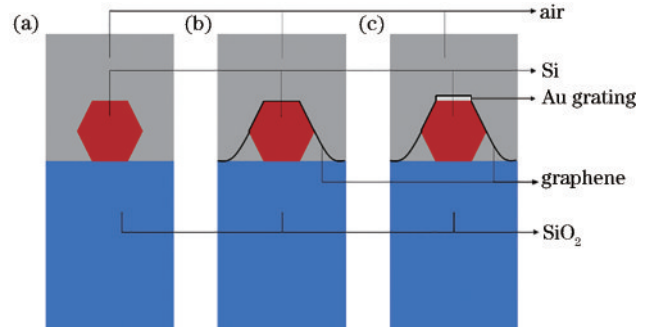 (a)
(b)
(c)
air
Si
Au grating
graphene
SiO₂